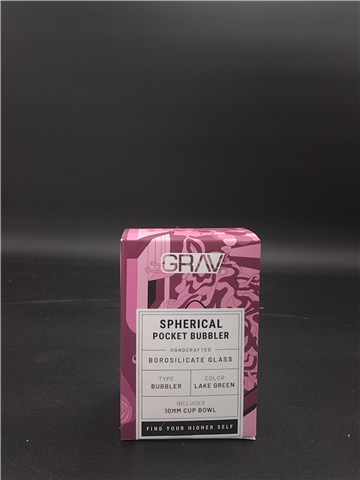 GRAV
SPHERICAL
POCKET BUBBLER
HANDCRAFTED
BOROSILICATE GLASS
TYPE
BUBBLER
COLOR
LAKE GREEN
INCLUDES
10MM CUP BOWL
FIND YOUR HIGHER SELF